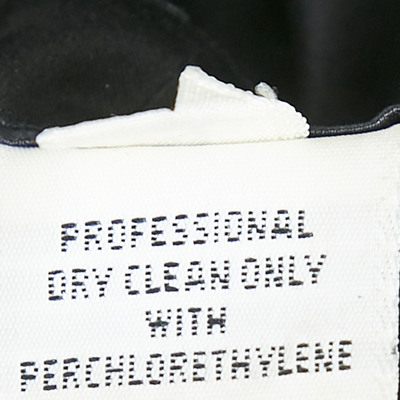 PROFESSIONAL
DRY CLEAN ONLY
WITH
PERCHLORETHYLENE